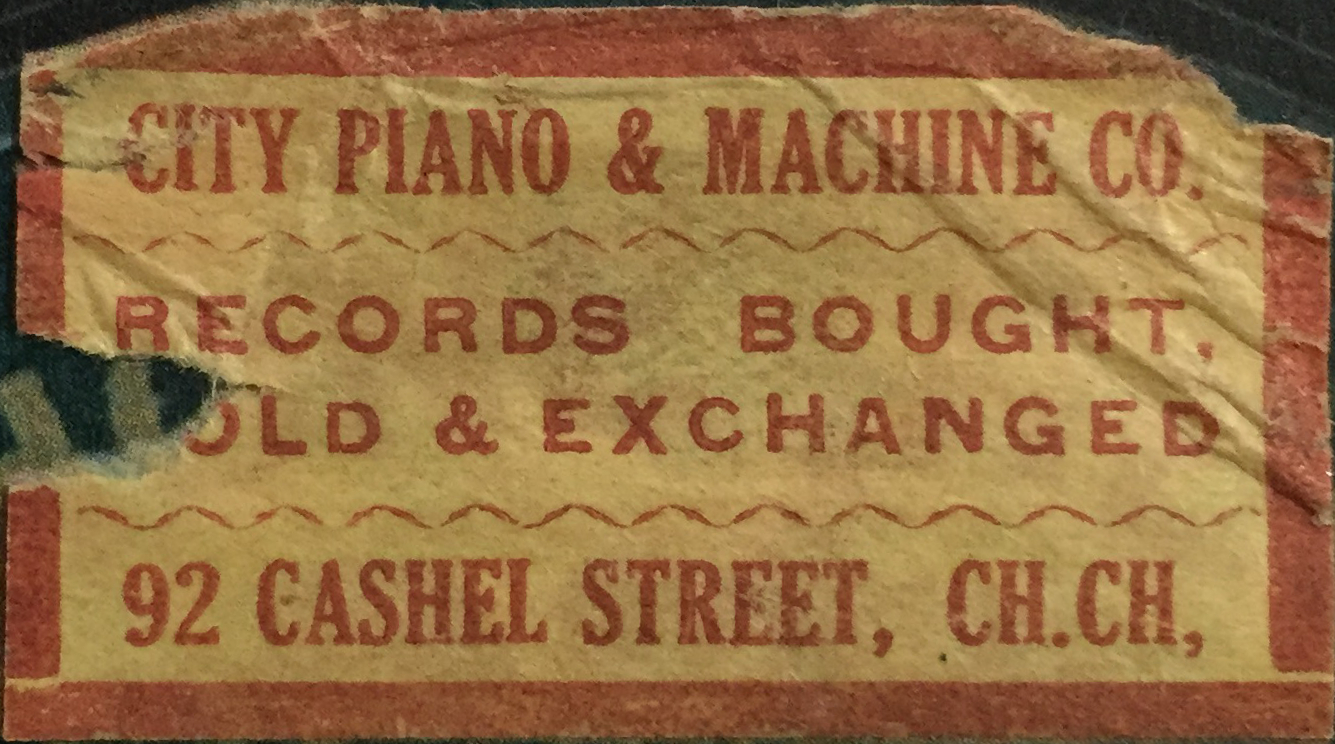 CITY PIANO & MACHINE CO.
RECORDS BOUGHT,
OLD & EXCHANGED
92 CASHEL STREET, CH.CH,